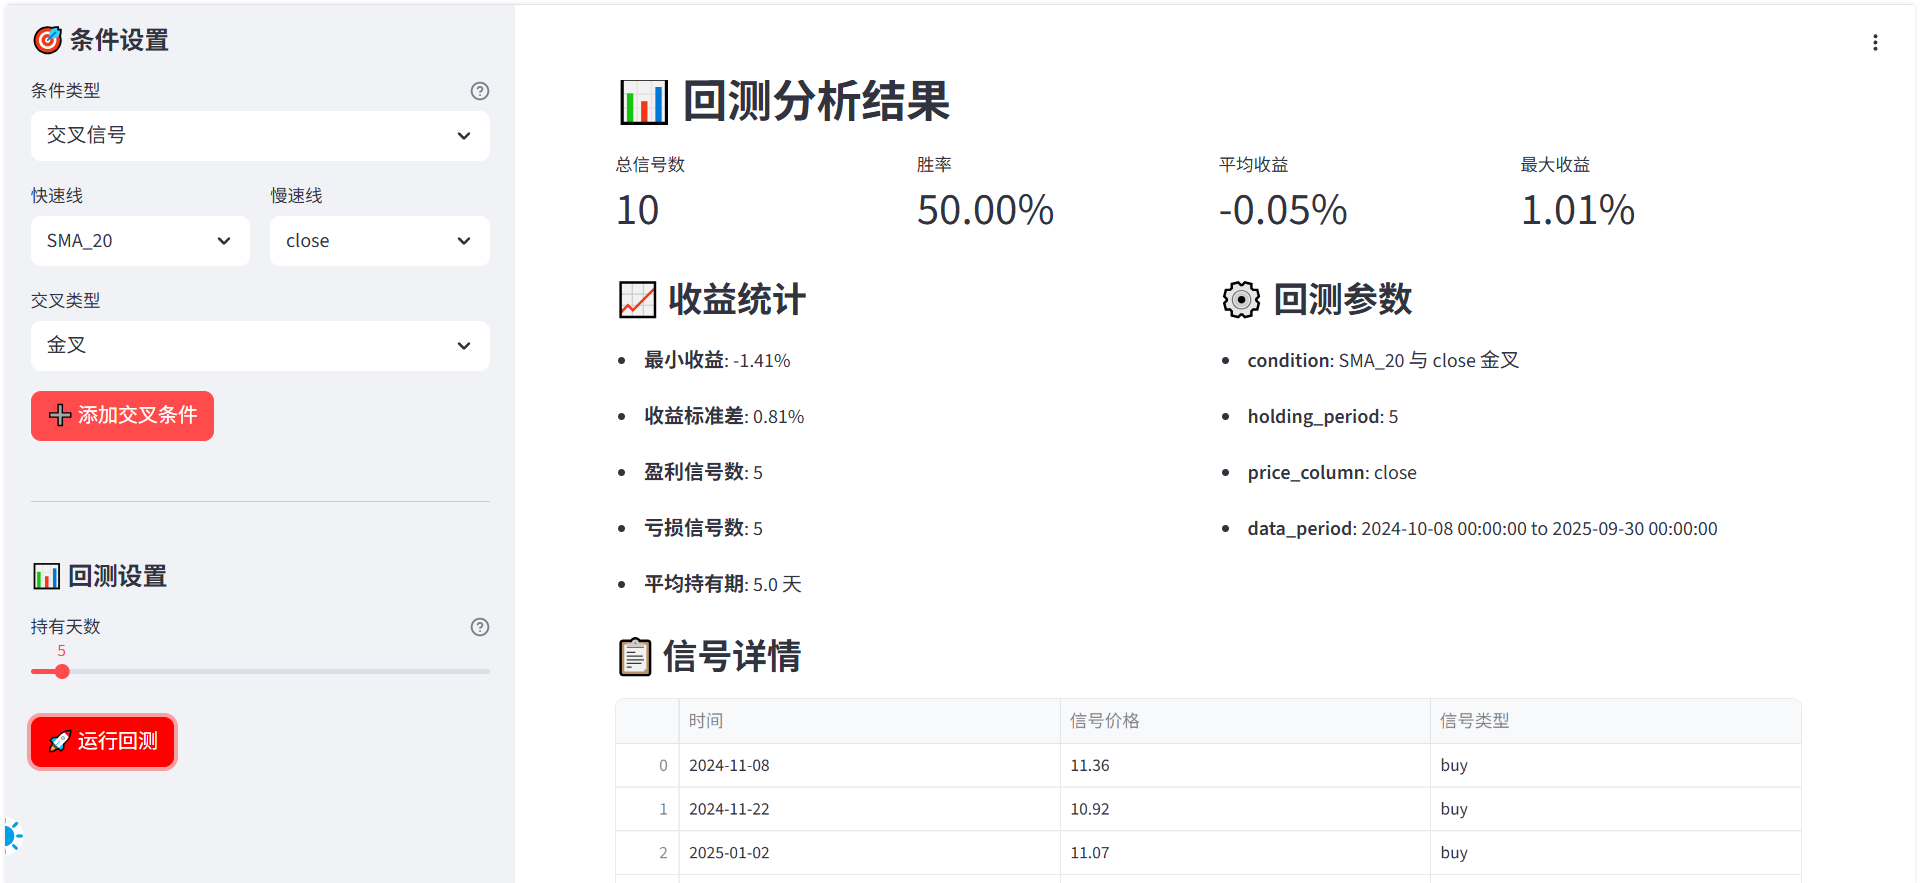 条件设置
条件类型
交叉信号
快速线 慢速线
SMA_20 close
交叉类型
金叉
添加交叉条件
回测设置
持有天数
5
运行回测
回测分析结果
总信号数 胜率 平均收益 最大收益
10 50.00% -0.05% 1.01%
收益统计
最小收益: -1.41%
收益标准差: 0.81%
盈利信号数: 5
亏损信号数: 5
平均持有期: 5.0 天
回测参数
condition: SMA_20 与 close 金叉
holding_period: 5
price_column: close
data_period: 2024-10-08 00:00:00 to 2025-09-30 00:00:00
信号详情
时间 信号价格 信号类型
0 2024-11-08 11.36 buy
1 2024-11-22 10.92 buy
2 2025-01-02 11.07 buy